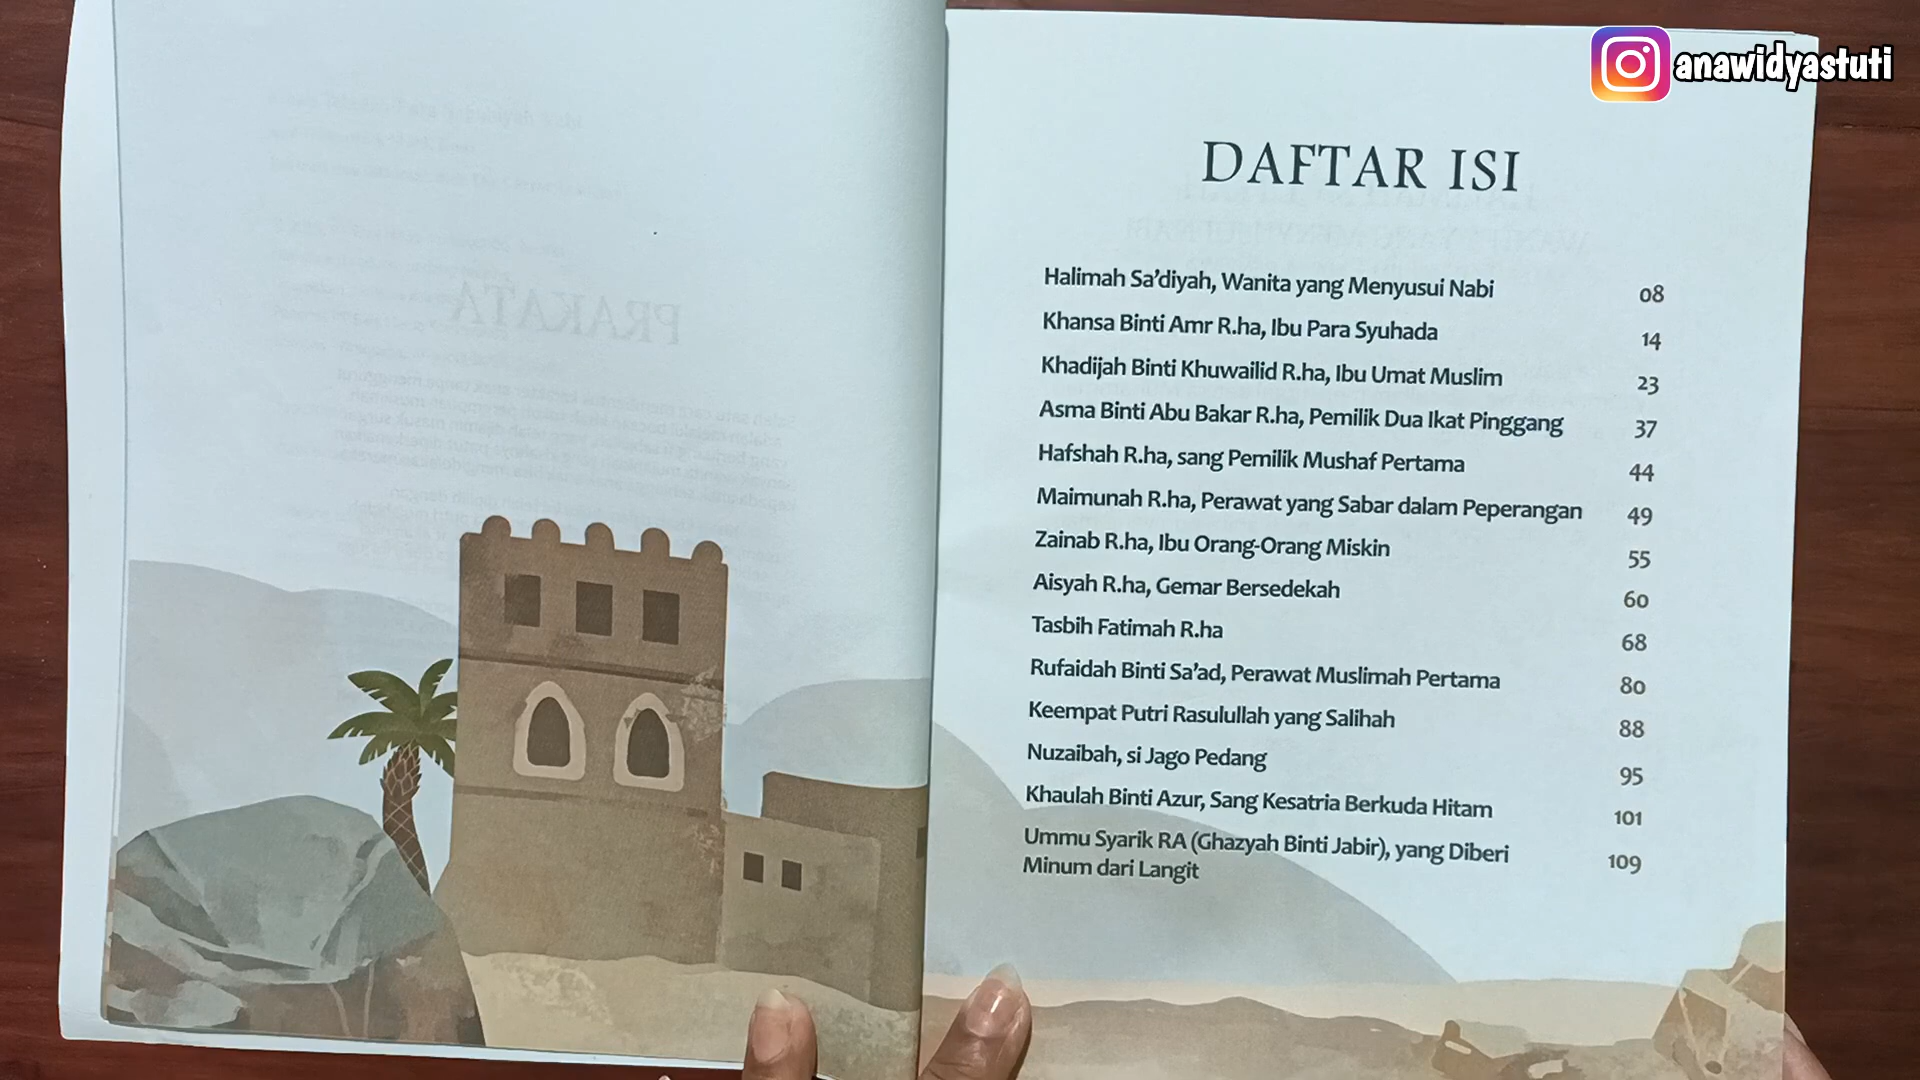 anawidyastuti
DAFTAR ISI
Halimah Sa'diyah, Wanita yang Menyusui Nabi 08
Khansa Binti Amr R.ha, Ibu Para Syuhada 14
Khadijah Binti Khuwailid R.ha, Ibu Umat Muslim 23
Asma Binti Abu Bakar R.ha, Pemilik Dua Ikat Pinggang 37
Hafshah R.ha, sang Pemilik Mushaf Pertama 44
Maimunah R.ha, Perawat yang Sabar dalam Peperangan 49
Zainab R.ha, Ibu Orang-Orang Miskin 55
Aisyah R.ha, Gemar Bersedekah 60
Tasbih Fatimah R.ha 68
Rufaidah Binti Sa'ad, Perawat Muslimah Pertama 80
Keempat Putri Rasulullah yang Salihah 88
Nuzaibah, si Jago Pedang 95
Khaulah Binti Azur, Sang Kesatria Berkuda Hitam 101
Ummu Syarik RA (Ghazyah Binti Jabir), yang Diberi 109
Minum dari Langit
PRAKATA